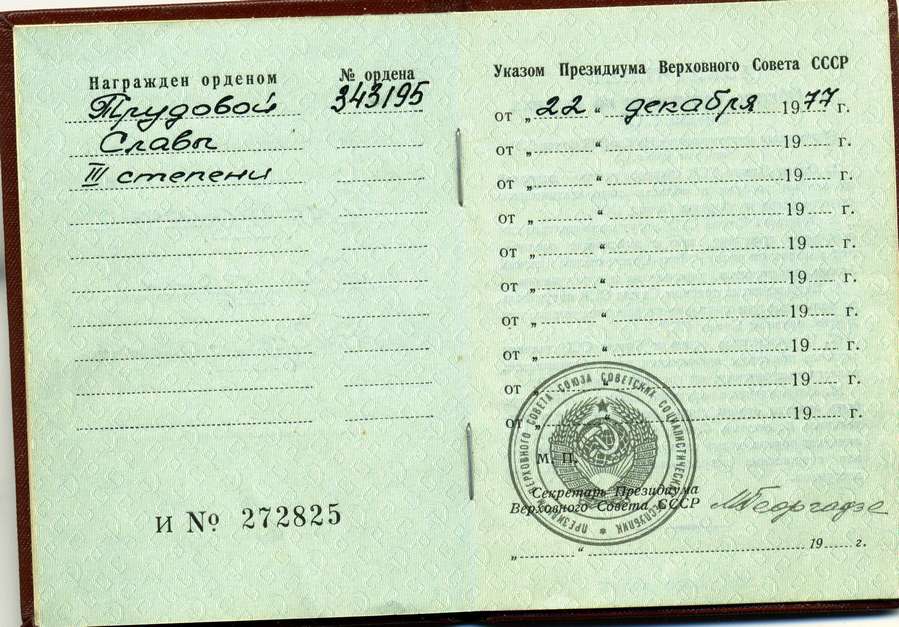 Награжден орденом
№ ордена
Трудовой
343195
Славы
III степени
И № 272825
Указом Президиума Верховного Совета СССР
от „22“ декабря 1977 г.
от „ “ 19 г.
от „ “ 19 г.
от „ “ 19 г.
от „ “ 19 г.
от „ “ 19 г.
от „ “ 19 г.
от „ “ 19 г.
от „ “ 19 г.
от „ “ 19 г.
ПРЕЗИДИУМ ВЕРХОВНОГО СОВЕТА СОЮЗА СОВЕТСКИХ СОЦИАЛИСТИЧЕСКИХ РЕСПУБЛИК
М. П.
Секретарь Президиума
Верховного Совета СССР МГеоргадзе
„ “ 19 г.